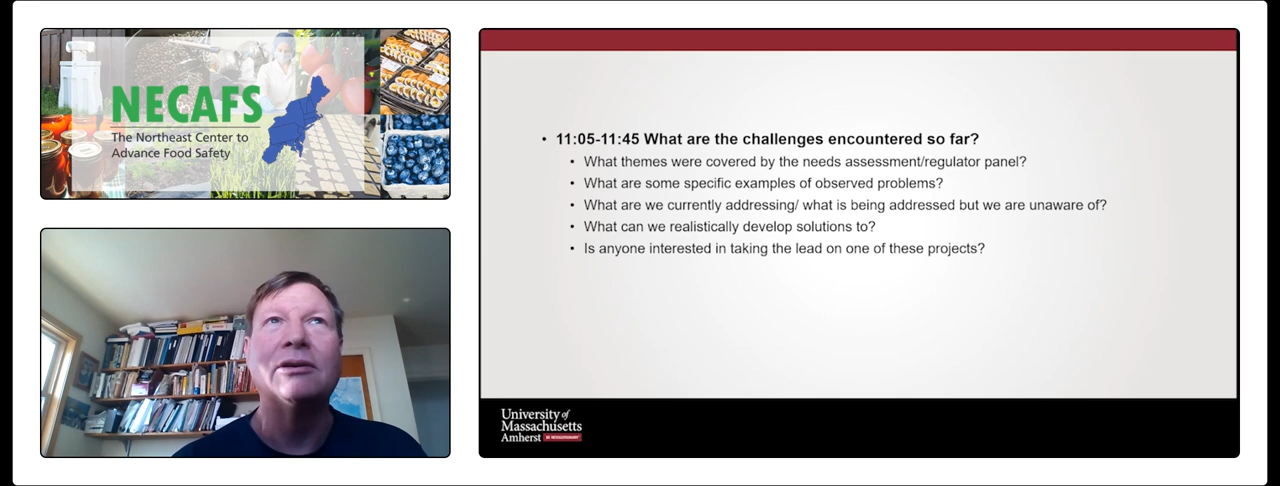 NECAFS
The Northeast Center to
Advance Food Safety
• 11:05-11:45 What are the challenges encountered so far?
• What themes were covered by the needs assessment/regulator panel?
• What are some specific examples of observed problems?
• What are we currently addressing/ what is being addressed but we are unaware of?
• What can we realistically develop solutions to?
• Is anyone interested in taking the lead on one of these projects?
University of
Massachusetts
Amherst BE REVOLUTIONARY